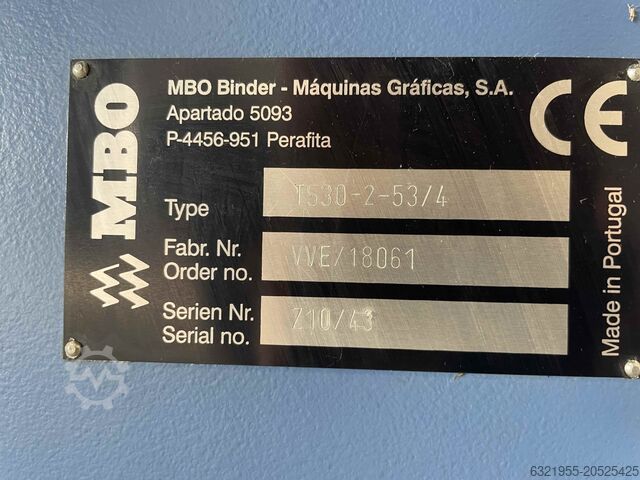 MBO
MBO Binder - Máquinas Gráficas, S.A.
Apartado 5093
P-4456-951 Perafita
CE
Type T530-2-53/4
Fabr. Nr.
Order no. VVE/18061
Serien Nr.
Serial no. Z10/43
Made in Portugal
6321955-20525425